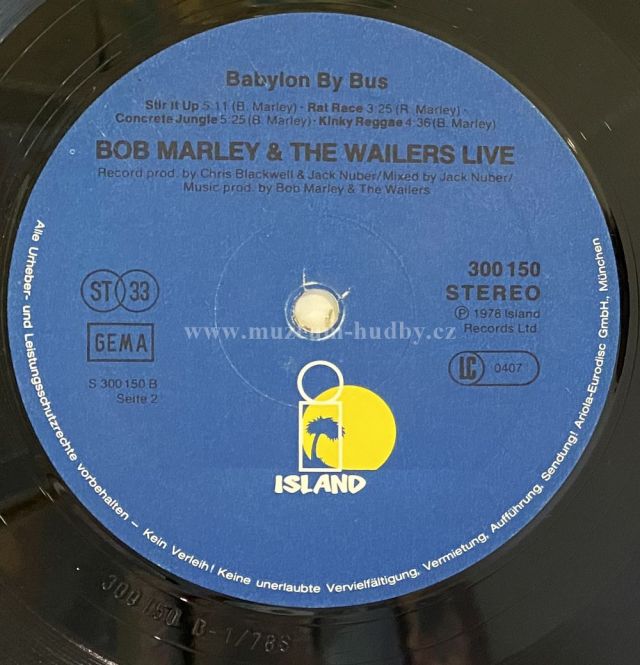 Babylon By Bus
Stir It Up 5:11 (B. Marley) · Rat Race 3:25 (R. Marley) ·
Concrete Jungle 5:25 (B. Marley) · Kinky Reggae 4:36 (B. Marley)
BOB MARLEY & THE WAILERS LIVE
Record prod. by Chris Blackwell & Jack Nuber/Mixed by Jack Nuber/
Music prod. by Bob Marley & The Wailers
300 150
STEREO
℗ 1978 Island
Records Ltd.
ST 33
GEMA
LC 0407
S 300 150 B
Seite 2
www.muzeum-hudby.cz
ISLAND
Alle Urheber- und Leistungsschutzrechte vorbehalten – Kein Verleih! Keine unerlaubte Vervielfältigung, Vermietung, Aufführung, Sendung! Ariola-Eurodisc GmbH., München
300 150 B-1/78S